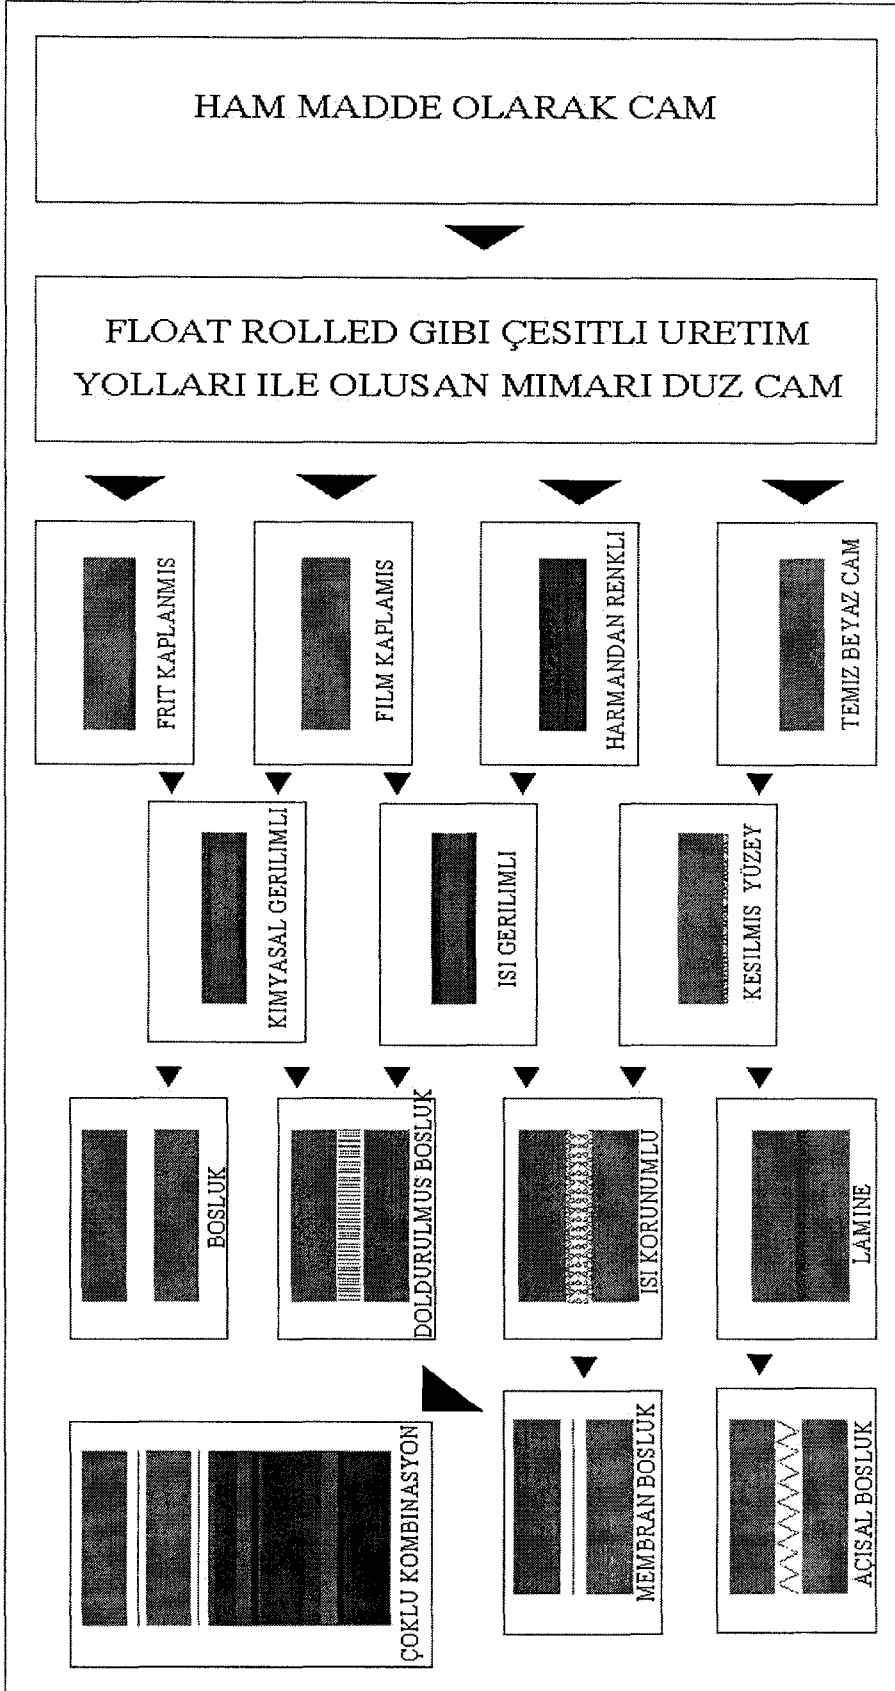 HAM MADDE OLARAK CAM
FLOAT ROLLED GIBI ÇESITLI URETIM
YOLLARI ILE OLUSAN MIMARI DUZ CAM
FRIT KAPLANMIS
FILM KAPLAMIS
HARMANDAN RENKLI
TEMIZ BEYAZ CAM
KIMYASAL GERILIMLI
ISI GERILIMLI
KESILMIS YÜZEY
BOSLUK
DOLDURULMUS BOSLUK
ISI KORUNUMLU
LAMINE
ÇOKLU KOMBINASYON
MEMBRAN BOSLUK
AÇISAL BOSLUK